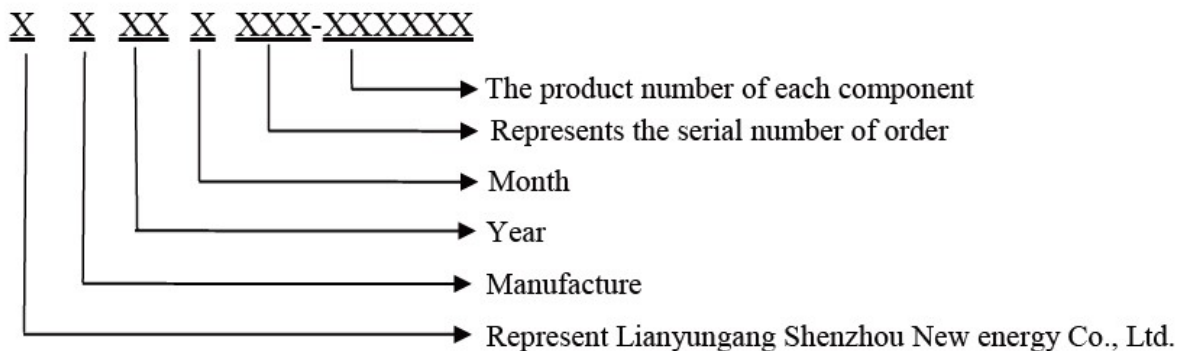 X X XX X XXX-XXXXXX
The product number of each component
Represents the serial number of order
Month
Year
Manufacture
Represent Lianyungang Shenzhou New energy Co., Ltd.